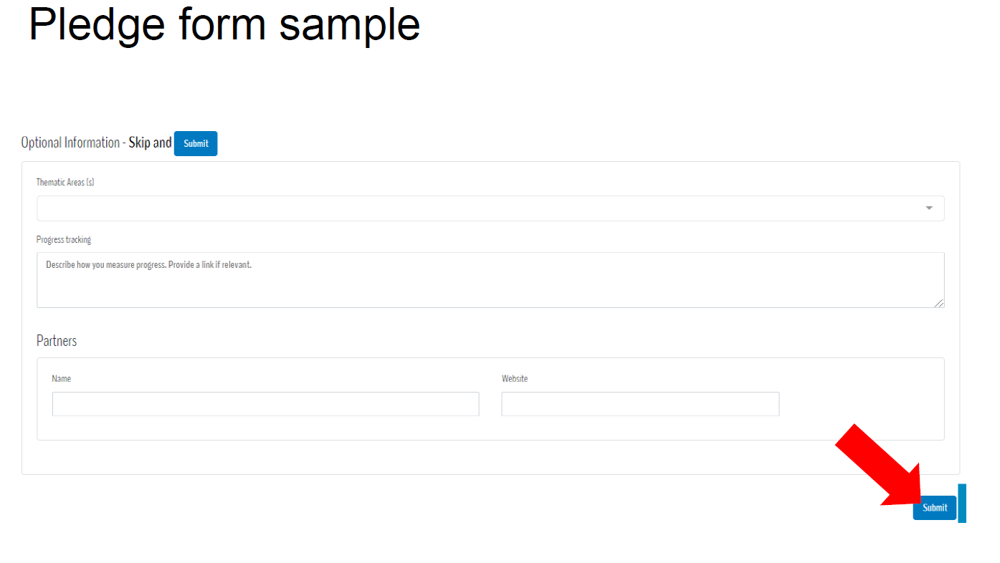 Pledge form sample
Optional Information - Skip and Submit
Thematic Areas (s)
Progress tracking
Describe how you measure progress. Provide a link if relevant.
Partners
Name Website
Submit